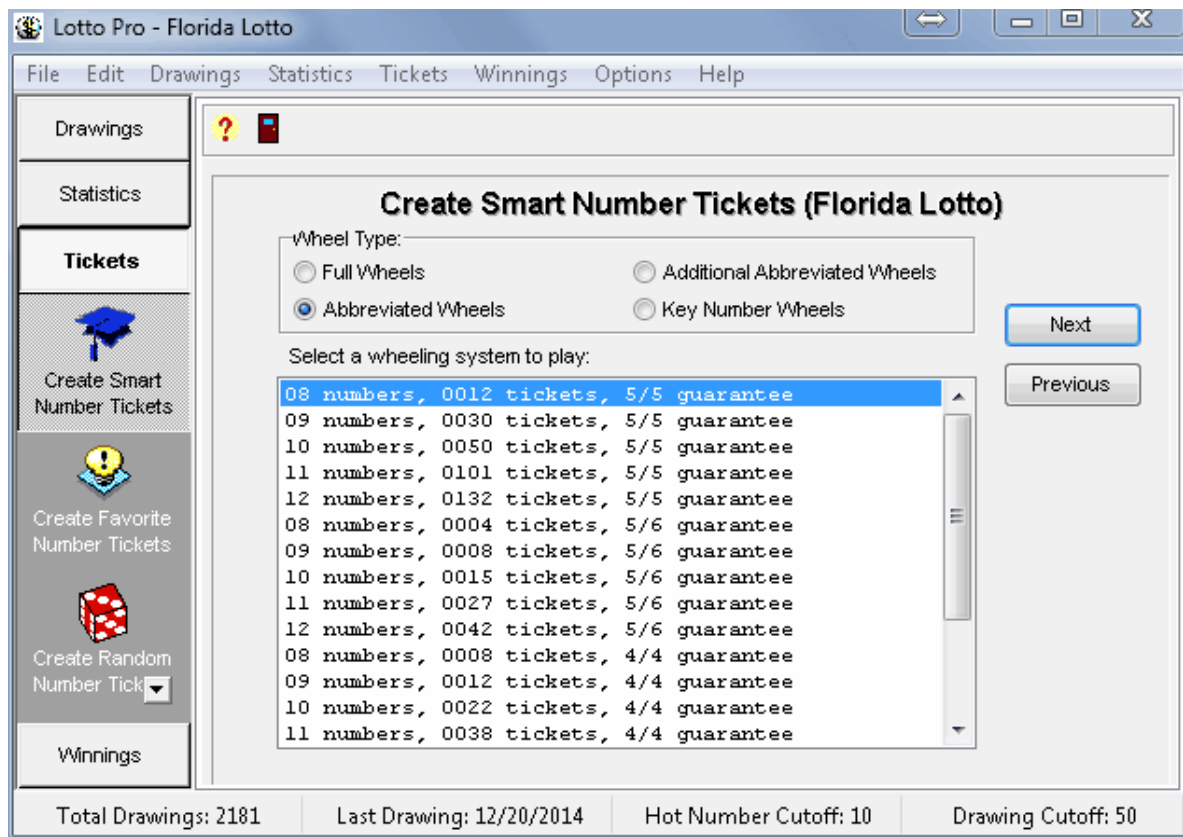 Lotto Pro - Florida Lotto
File Edit Drawings Statistics Tickets Winnings Options Help
Drawings
Statistics
Tickets
Create Smart
Number Tickets
Create Favorite
Number Tickets
Create Random
Number Tick
Winnings
Create Smart Number Tickets (Florida Lotto)
Wheel Type:
Full Wheels
Additional Abbreviated Wheels
Abbreviated Wheels
Key Number Wheels
Next
Previous
Select a wheeling system to play:
08 numbers, 0012 tickets, 5/5 guarantee
09 numbers, 0030 tickets, 5/5 guarantee
10 numbers, 0050 tickets, 5/5 guarantee
11 numbers, 0101 tickets, 5/5 guarantee
12 numbers, 0132 tickets, 5/5 guarantee
08 numbers, 0004 tickets, 5/6 guarantee
09 numbers, 0008 tickets, 5/6 guarantee
10 numbers, 0015 tickets, 5/6 guarantee
11 numbers, 0027 tickets, 5/6 guarantee
12 numbers, 0042 tickets, 5/6 guarantee
08 numbers, 0008 tickets, 4/4 guarantee
09 numbers, 0012 tickets, 4/4 guarantee
10 numbers, 0022 tickets, 4/4 guarantee
11 numbers, 0038 tickets, 4/4 guarantee
Total Drawings: 2181 Last Drawing: 12/20/2014 Hot Number Cutoff: 10 Drawing Cutoff: 50